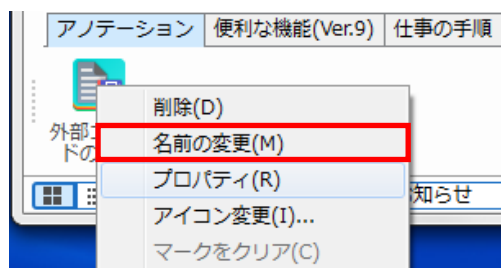 アノテーション 便利な機能(Ver.9) 仕事の手順
外部
ドの
削除(D)
名前の変更(M)
プロパティ(R)
アイコン変更(I)...
マークをクリア(C)
知らせ